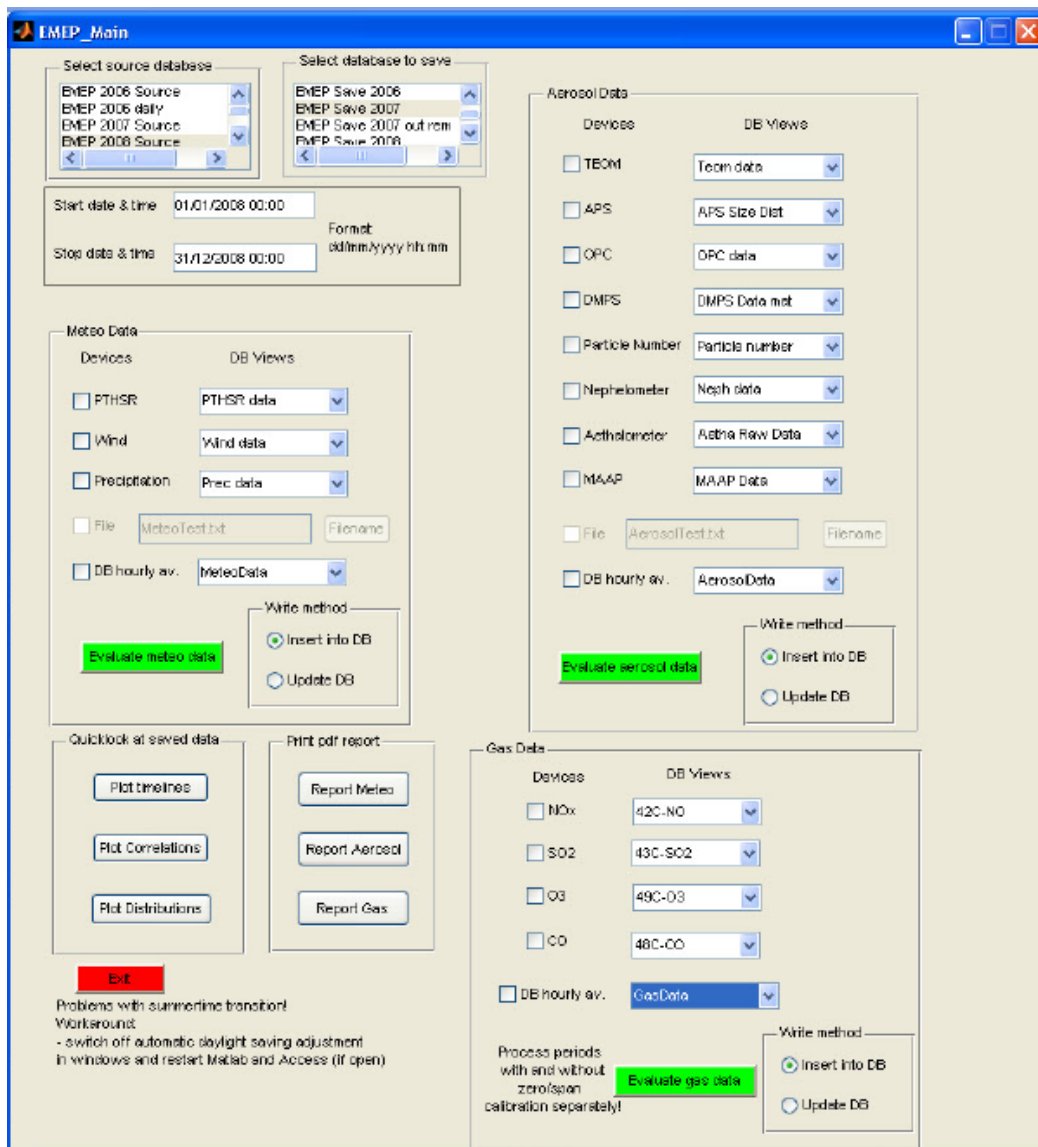 EMEP_Main
Select source database
EMEP 2006 Source
EMEP 2006 daily
EMEP 2007 Source
EMEP 2008 Source
Select database to save
EMEP Save 2006
EMEP Save 2007
EMEP Save 2007 out rem
EMEP Save 2008
Start date & time 01/01/2008 00:00
Stop date & time 31/12/2008 00:00
Format
dd/mm/yyyy hh:mm
Meteo Data
Devices DB Views
PTHSR PTHSR data
Wind Wind data
Precipitation Prec data
File MeteoTest.txt Filename
DB hourly av. MeteoData
Write method
Insert into DB
Update DB
Evaluate meteo data
Aerosol Data
Devices DB Views
TEOM Teom data
APS APS Size Dist
OPC OPC data
DMPS DMPS Data mat
Particle Number Particle number
Nephelometer Neph data
Aethalometer Aetha Raw Data
MAAP MAAP Data
File AerosolTest.txt Filename
DB hourly av. AerosolData
Write method
Insert into DB
Update DB
Evaluate aerosol data
Quicklook at saved data
Plot timelines
Plot Correlations
Plot Distributions
Print pdf report
Report Meteo
Report Aerosol
Report Gas
Exit
Problems with summertime transition!
Workaround:
- switch off automatic daylight saving adjustment
in windows and restart Matlab and Access (if open)
Gas Data
Devices DB Views
NOx 42C-NO
SO2 43C-SO2
O3 49C-O3
CO 48C-CO
DB hourly av. GasData
Process periods
with and without
zero/span
calibration separately!
Evaluate gas data
Write method
Insert into DB
Update DB